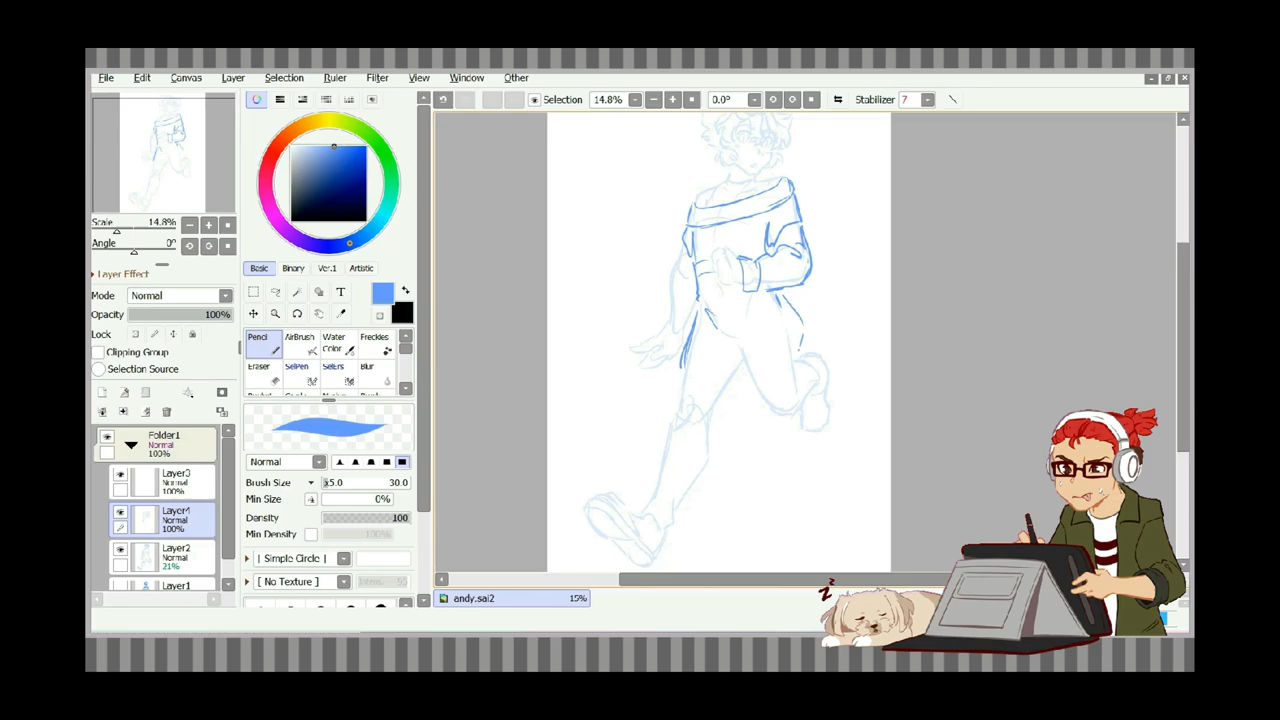 File Edit Canvas Layer Selection Ruler Filter View Window Other
Selection 14.8% 0.0° Stabilizer 7
Scale 14.8%
Angle 0°
Layer Effect
Mode Normal
Opacity 100%
Lock
Clipping Group
Selection Source
Folder1
Normal
100%
Layer3
Normal
100%
Layer4
Normal
100%
Layer2
Normal
21%
Layer1
Basic Binary Ver.1 Artistic
T
Pencil AirBrush Water Color Freckles
Eraser SelPen SelErs Blur
Normal
Brush Size 30.0
Min Size 0%
Density 100
Min Density 100%
| Simple Circle |
[ No Texture ]
andy.sai2 15%
z z